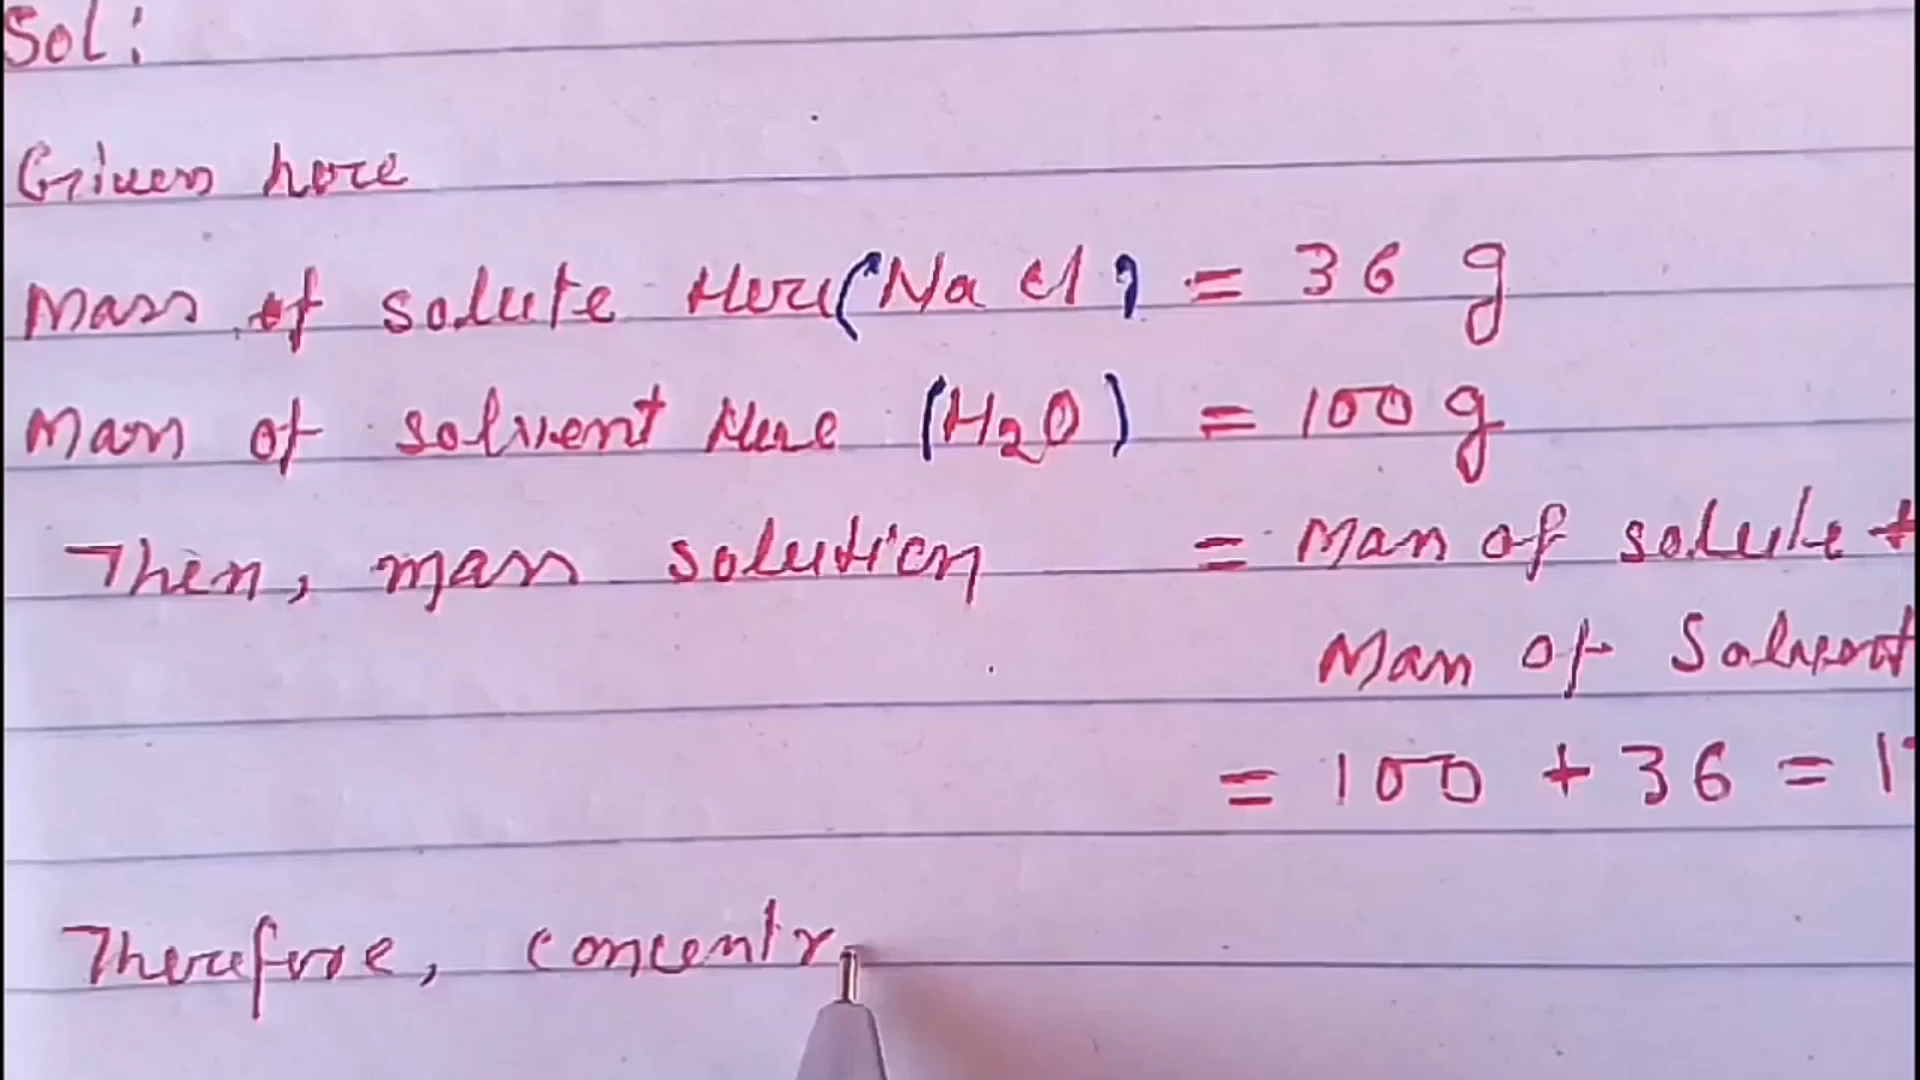 Sol:
Given here
Mass of solute Here (NaCl) = 36 g
Mass of solvent Here (H2O) = 100 g
Then, mass solution = Mass of solute +
Mass of Solvent
= 100 + 36 = 1
Therefore, concentr